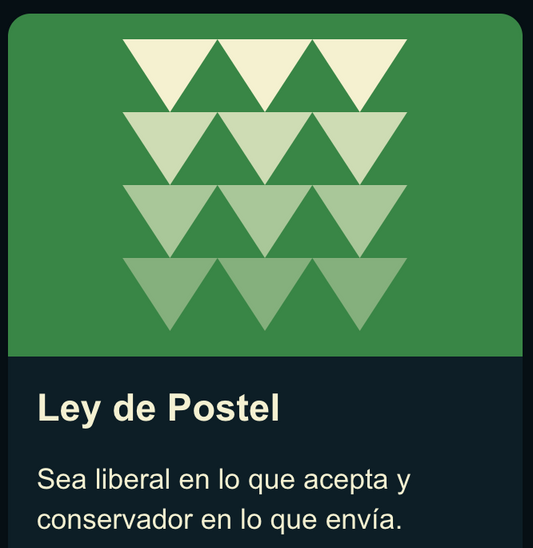 Ley de Postel
Sea liberal en lo que acepta y
conservador en lo que envía.